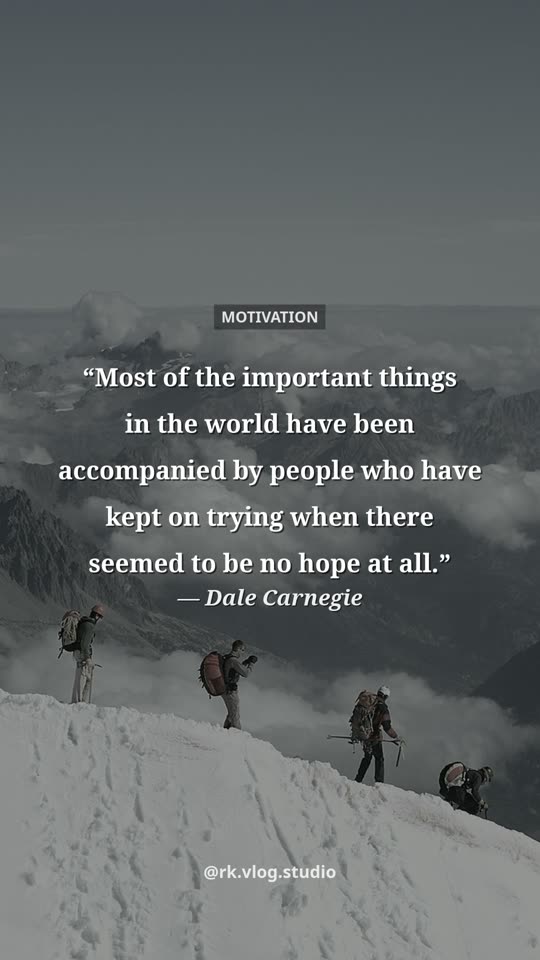 MOTIVATION
“Most of the important things
in the world have been
accompanied by people who have
kept on trying when there
seemed to be no hope at all.”
— Dale Carnegie
@rk.vlog.studio